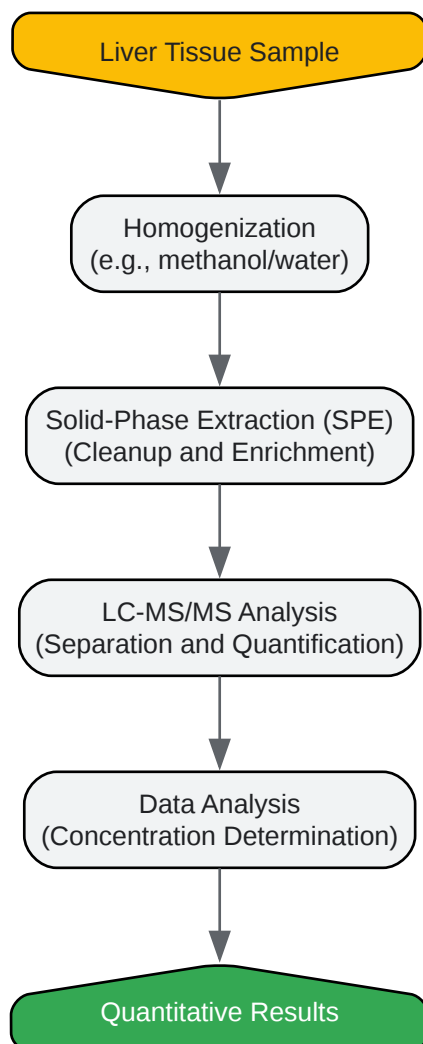 Liver Tissue Sample
Homogenization
(e.g., methanol/water)
Solid-Phase Extraction (SPE)
(Cleanup and Enrichment)
LC-MS/MS Analysis
(Separation and Quantification)
Data Analysis
(Concentration Determination)
Quantitative Results